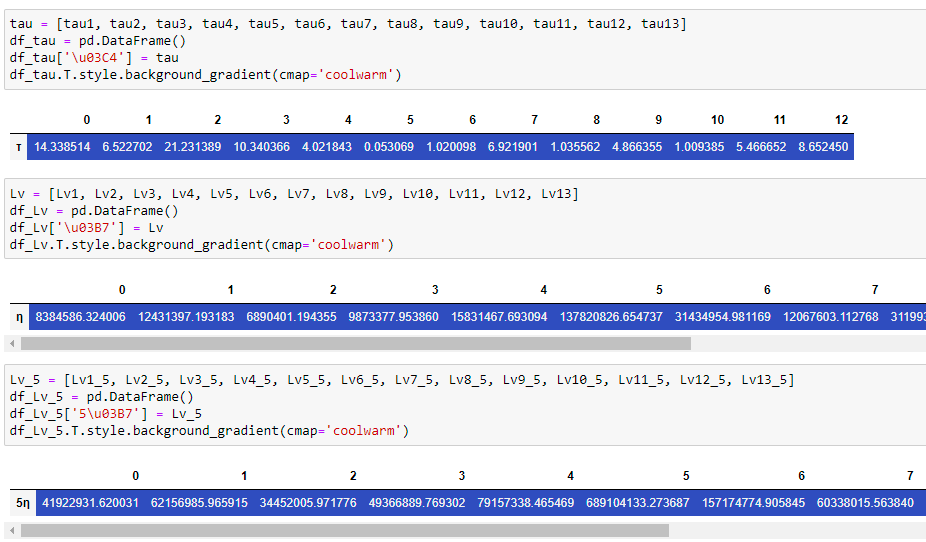 tau = [tau1, tau2, tau3, tau4, tau5, tau6, tau7, tau8, tau9, tau10, tau11, tau12, tau13]
df_tau = pd.DataFrame()
df_tau['\u03C4'] = tau
df_tau.T.style.background_gradient(cmap='coolwarm')
0 1 2 3 4 5 6 7 8 9 10 11 12
τ 14.338514 6.522702 21.231389 10.340366 4.021843 0.053069 1.020098 6.921901 1.035562 4.866355 1.009385 5.466652 8.652450
Lv = [Lv1, Lv2, Lv3, Lv4, Lv5, Lv6, Lv7, Lv8, Lv9, Lv10, Lv11, Lv12, Lv13]
df_Lv = pd.DataFrame()
df_Lv['\u03B7'] = Lv
df_Lv.T.style.background_gradient(cmap='coolwarm')
0 1 2 3 4 5 6 7
η 8384586.324006 12431397.193183 6890401.194355 9873377.953860 15831467.693094 137820826.654737 31434954.981169 12067603.112768 311993
Lv_5 = [Lv1_5, Lv2_5, Lv3_5, Lv4_5, Lv5_5, Lv6_5, Lv7_5, Lv8_5, Lv9_5, Lv10_5, Lv11_5, Lv12_5, Lv13_5]
df_Lv_5 = pd.DataFrame()
df_Lv_5['5\u03B7'] = Lv_5
df_Lv_5.T.style.background_gradient(cmap='coolwarm')
0 1 2 3 4 5 6 7
5η 41922931.620031 62156985.965915 34452005.971776 49366889.769302 79157338.465469 689104133.273687 157174774.905845 60338015.563840